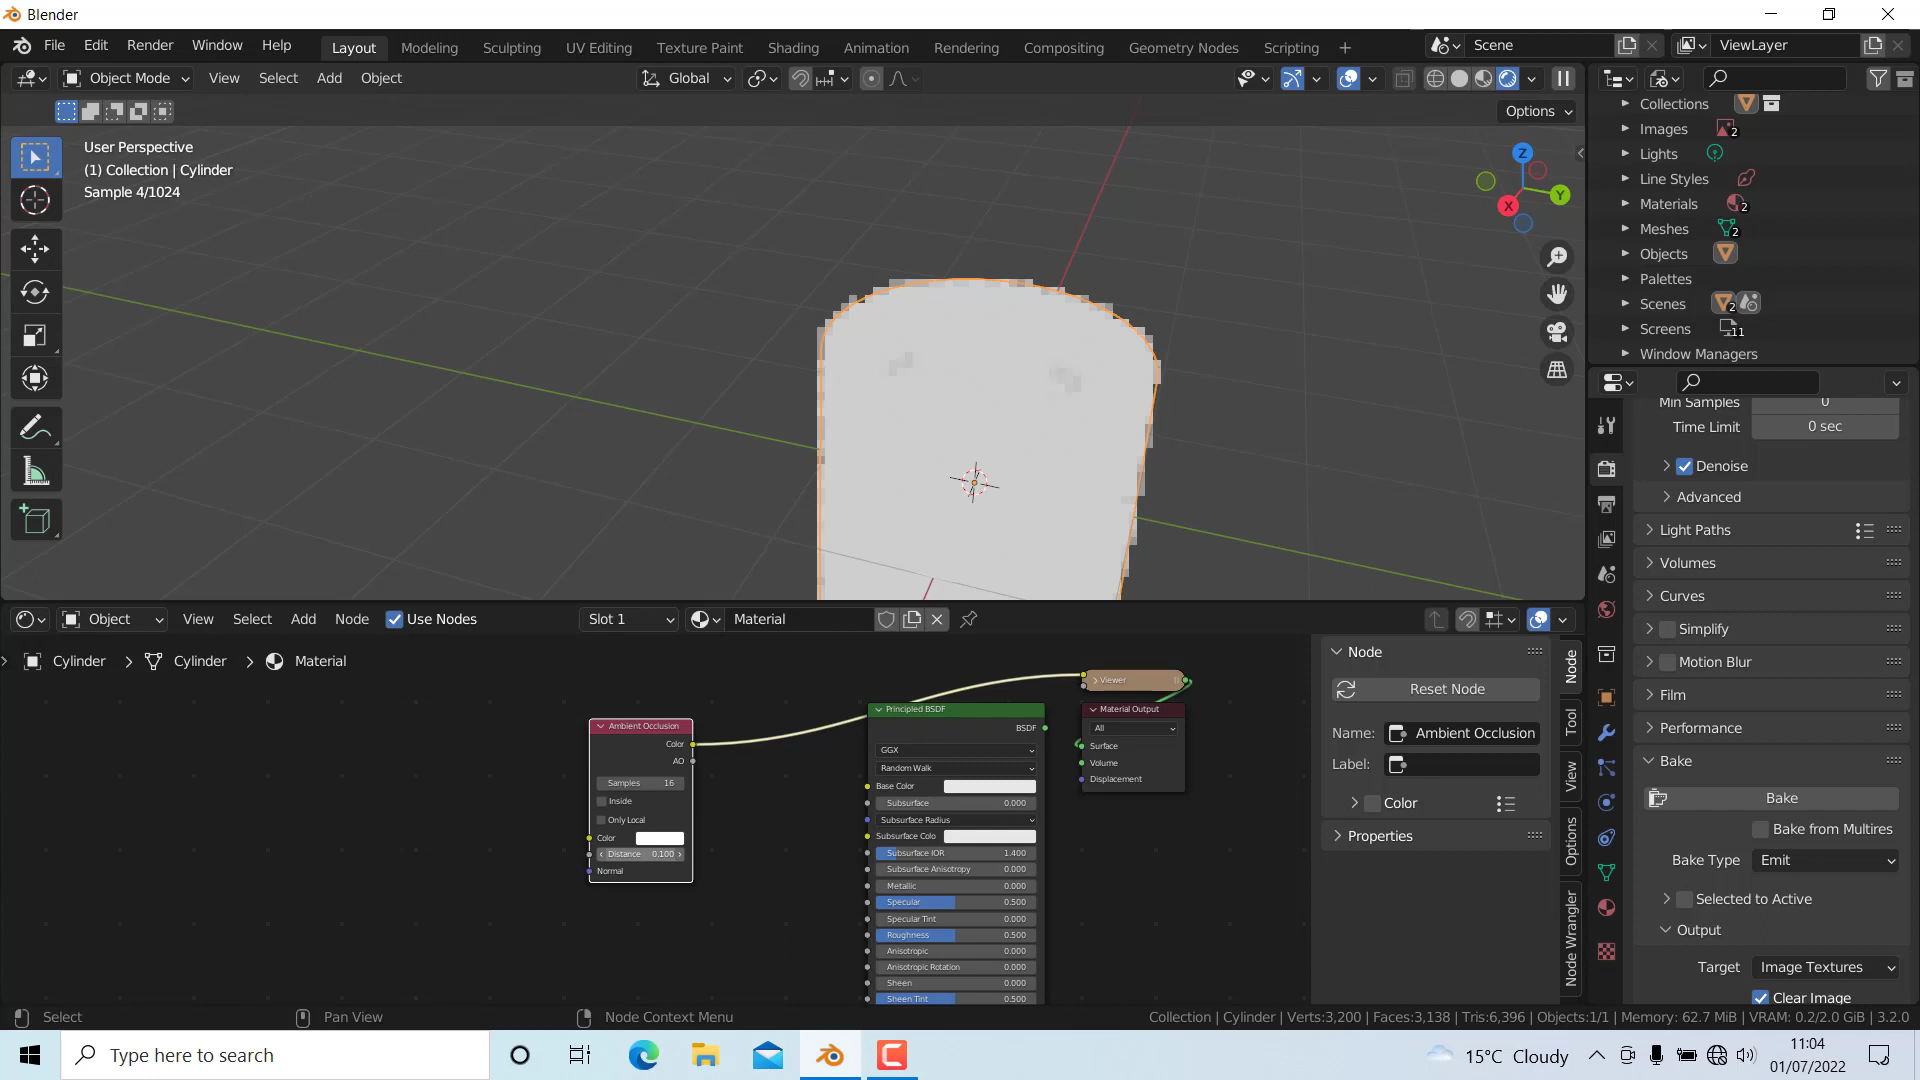 Blender
File Edit Render Window Help Layout Modeling Sculpting UV Editing Texture Paint Shading Animation Rendering Compositing Geometry Nodes Scripting Scene ViewLayer
Object Mode View Select Add Object Global
Options
User Perspective
(1) Collection | Cylinder
Sample 4/1024
Z
Y
X
Collections
Images 2
Lights
Line Styles
Materials 2
Meshes 2
Objects
Palettes
Scenes 2
Screens 11
Window Managers
Min Samples 0
Time Limit 0 sec
Denoise
Advanced
Light Paths
Volumes
Curves
Simplify
Motion Blur
Film
Performance
Bake
Bake
Bake from Multires
Bake Type Emit
Selected to Active
Output
Target Image Textures
Clear Image
Object View Select Add Node Use Nodes Slot 1 Material
Cylinder Cylinder Material
Ambient Occlusion
Color
AO
Samples 16
Inside
Only Local
Color
Distance 0.100
Normal
Principled BSDF
BSDF
GGX
Random Walk
Base Color
Subsurface 0.000
Subsurface Radius
Subsurface Colo
Subsurface IOR 1.400
Subsurface Anisotropy 0.000
Metallic 0.000
Specular 0.500
Specular Tint 0.000
Roughness 0.500
Anisotropic 0.000
Anisotropic Rotation 0.000
Sheen 0.000
Sheen Tint 0.500
Viewer
Material Output
All
Surface
Volume
Displacement
Node
Reset Node
Name: Ambient Occlusion
Label:
Color
Properties
Node
Tool
View
Options
Node Wrangler
Select Pan View Node Context Menu Collection | Cylinder | Verts:3,200 | Faces:3,138 | Tris:6,396 | Objects:1/1 | Memory: 62.7 MiB | VRAM: 0.2/2.0 GiB | 3.2.0
Type here to search 15°C Cloudy 11:04
01/07/2022